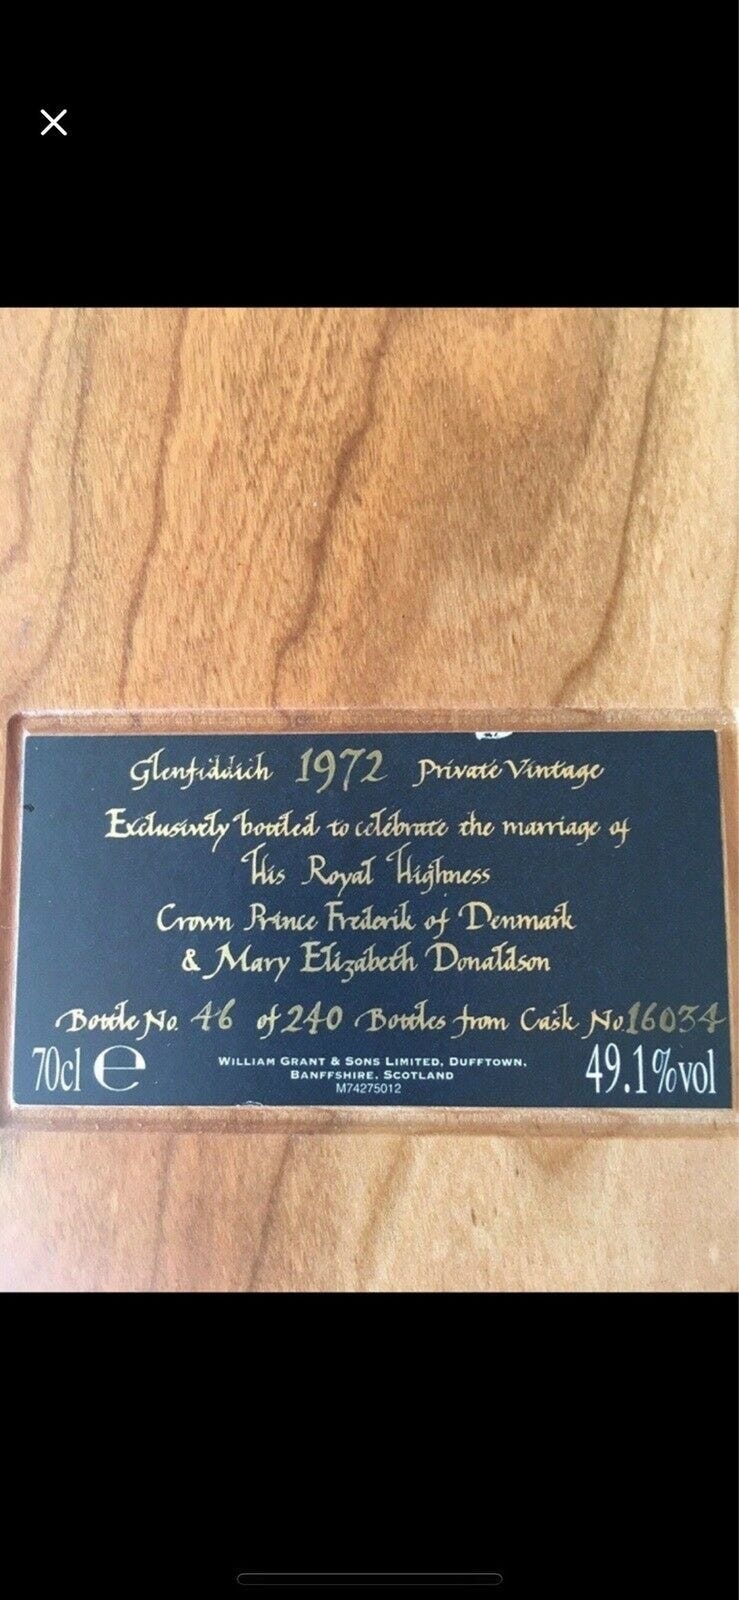 Glenfiddich 1972 Private Vintage
Exclusively bottled to celebrate the marriage of
His Royal Highness
Crown Prince Frederik of Denmark
& Mary Elizabeth Donaldson
Bottle No. 46 of 240 Bottles from Cask No. 16034
70cl e WILLIAM GRANT & SONS LIMITED, DUFFTOWN, 49.1%vol
BANFFSHIRE, SCOTLAND
M74275012